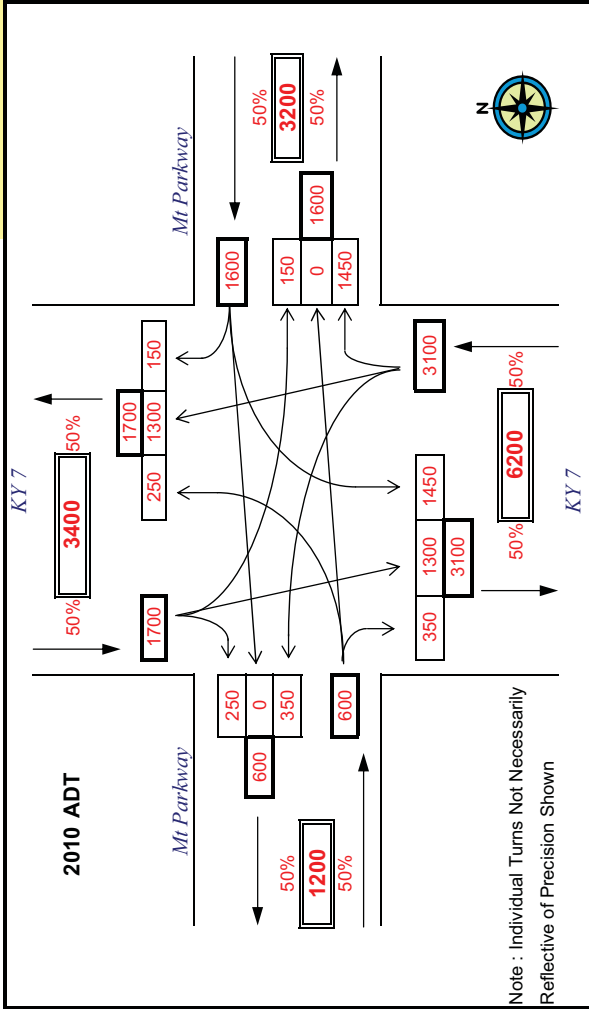 KY 7
50% 3400 50%
2010 ADT
1700
1700
250 1300 150
Mt Parkway
Mt Parkway
250
0
350
600
600
50%
1200
50%
1600
150
0
1450
1600
50%
3200
50%
350 1300 1450
3100
3100
50% 6200 50%
KY 7
N
Note : Individual Turns Not Necessarily
Reflective of Precision Shown